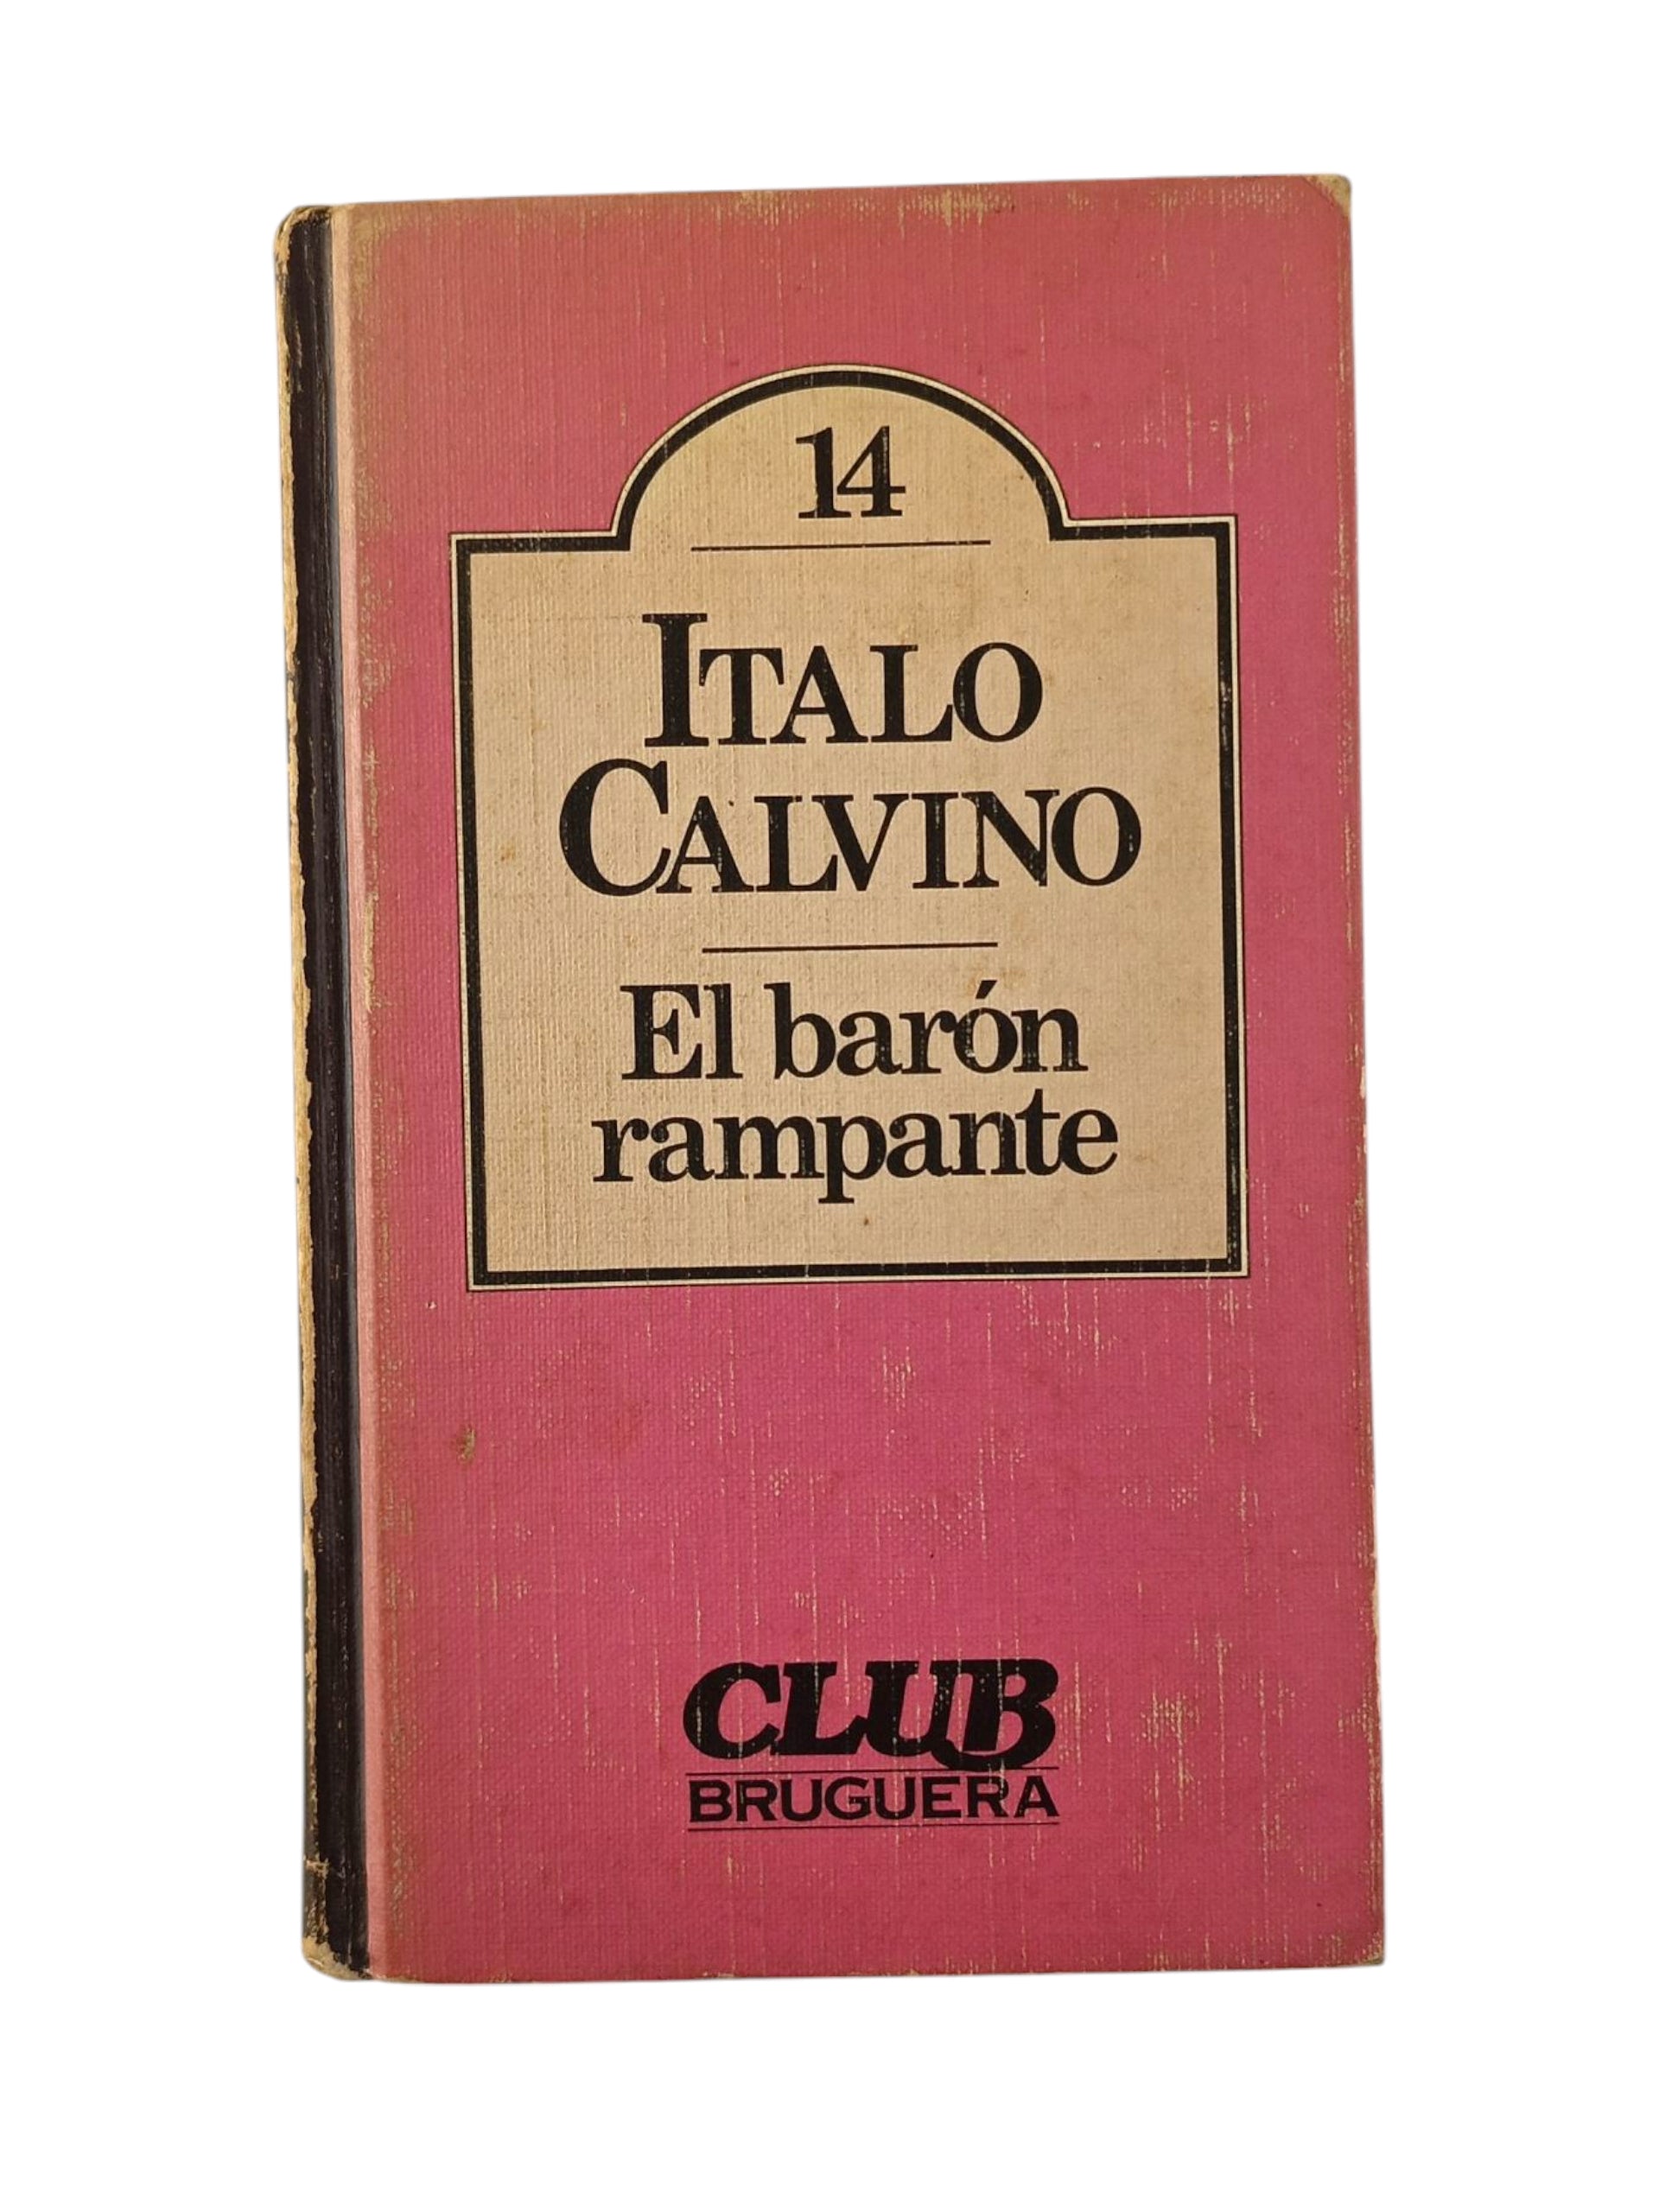 14
ITALO
CALVINO
El barón
rampante
CLUB
BRUGUERA